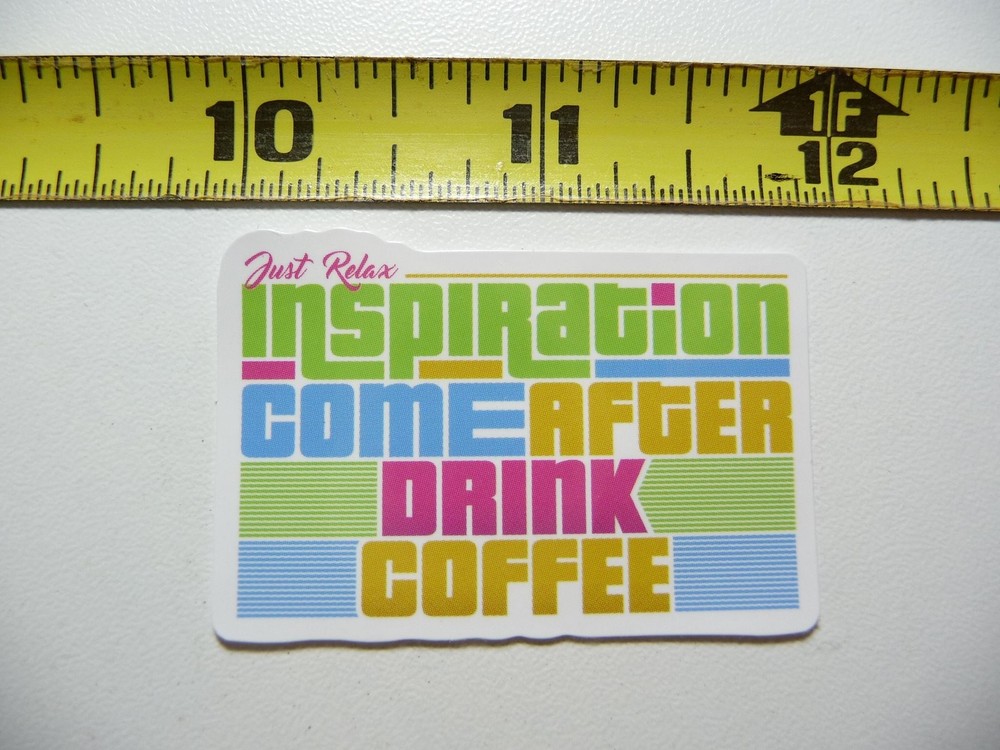 1F
10 11 12
Just Relax
INSPIRATION
COME AFTER
DRINK
COFFEE